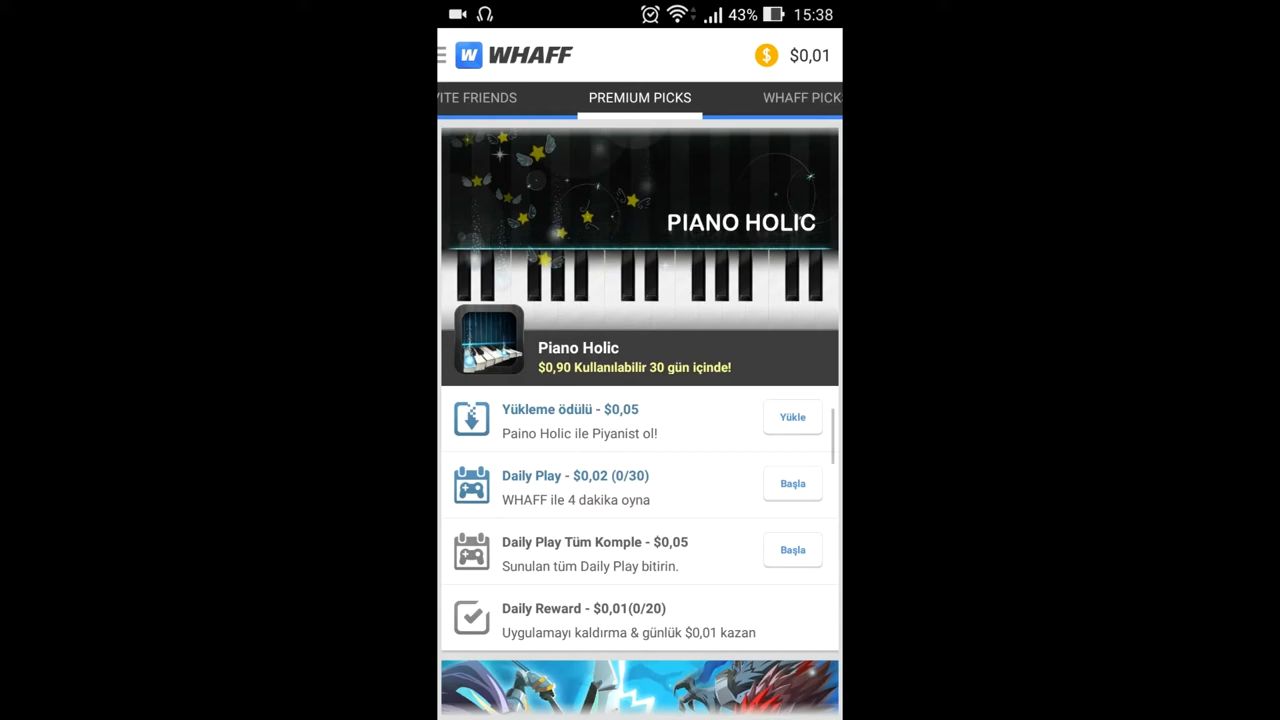 43% 15:38
W WHAFF $ $0,01
ITE FRIENDS PREMIUM PICKS WHAFF PICK
PIANO HOLIC
Piano Holic
$0,90 Kullanılabilir 30 gün içinde!
Yükleme ödülü - $0,05
Paino Holic ile Piyanist ol!
Yükle
Daily Play - $0,02 (0/30)
WHAFF ile 4 dakika oyna
Başla
Daily Play Tüm Komple - $0,05
Sunulan tüm Daily Play bitirin.
Başla
Daily Reward - $0,01(0/20)
Uygulamayı kaldırma & günlük $0,01 kazan